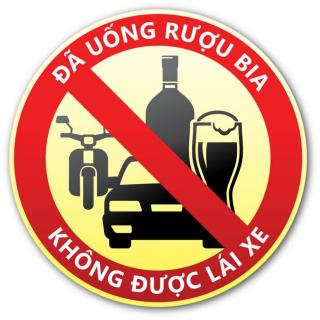 ĐÃ UỐNG RƯỢU BIA
KHÔNG ĐƯỢC LÁI XE